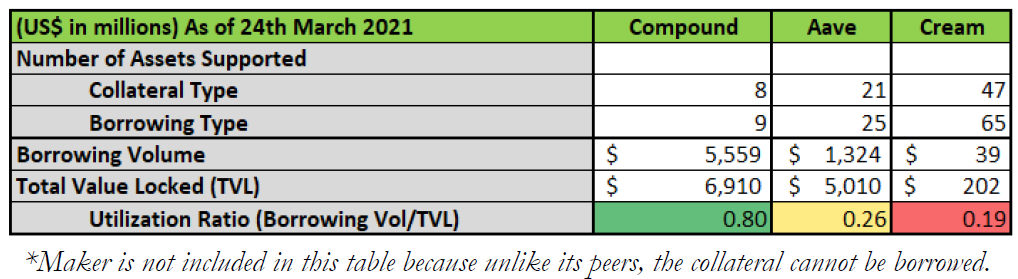 (US$ in millions) As of 24th March 2021 Compound Aave Cream
Number of Assets Supported
Collateral Type 8 21 47
Borrowing Type 9 25 65
Borrowing Volume $ 5,559 $ 1,324 $ 39
Total Value Locked (TVL) $ 6,910 $ 5,010 $ 202
Utilization Ratio (Borrowing Vol/TVL) 0.80 0.26 0.19
*Maker is not included in this table because unlike its peers, the collateral cannot be borrowed.